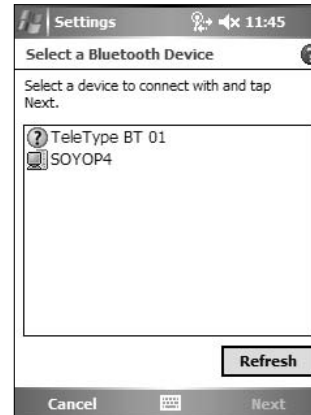 Settings 11:45
Select a Bluetooth Device ?
Select a device to connect with and tap
Next.
? TeleType BT 01
SOYOP4
Refresh
Cancel Next